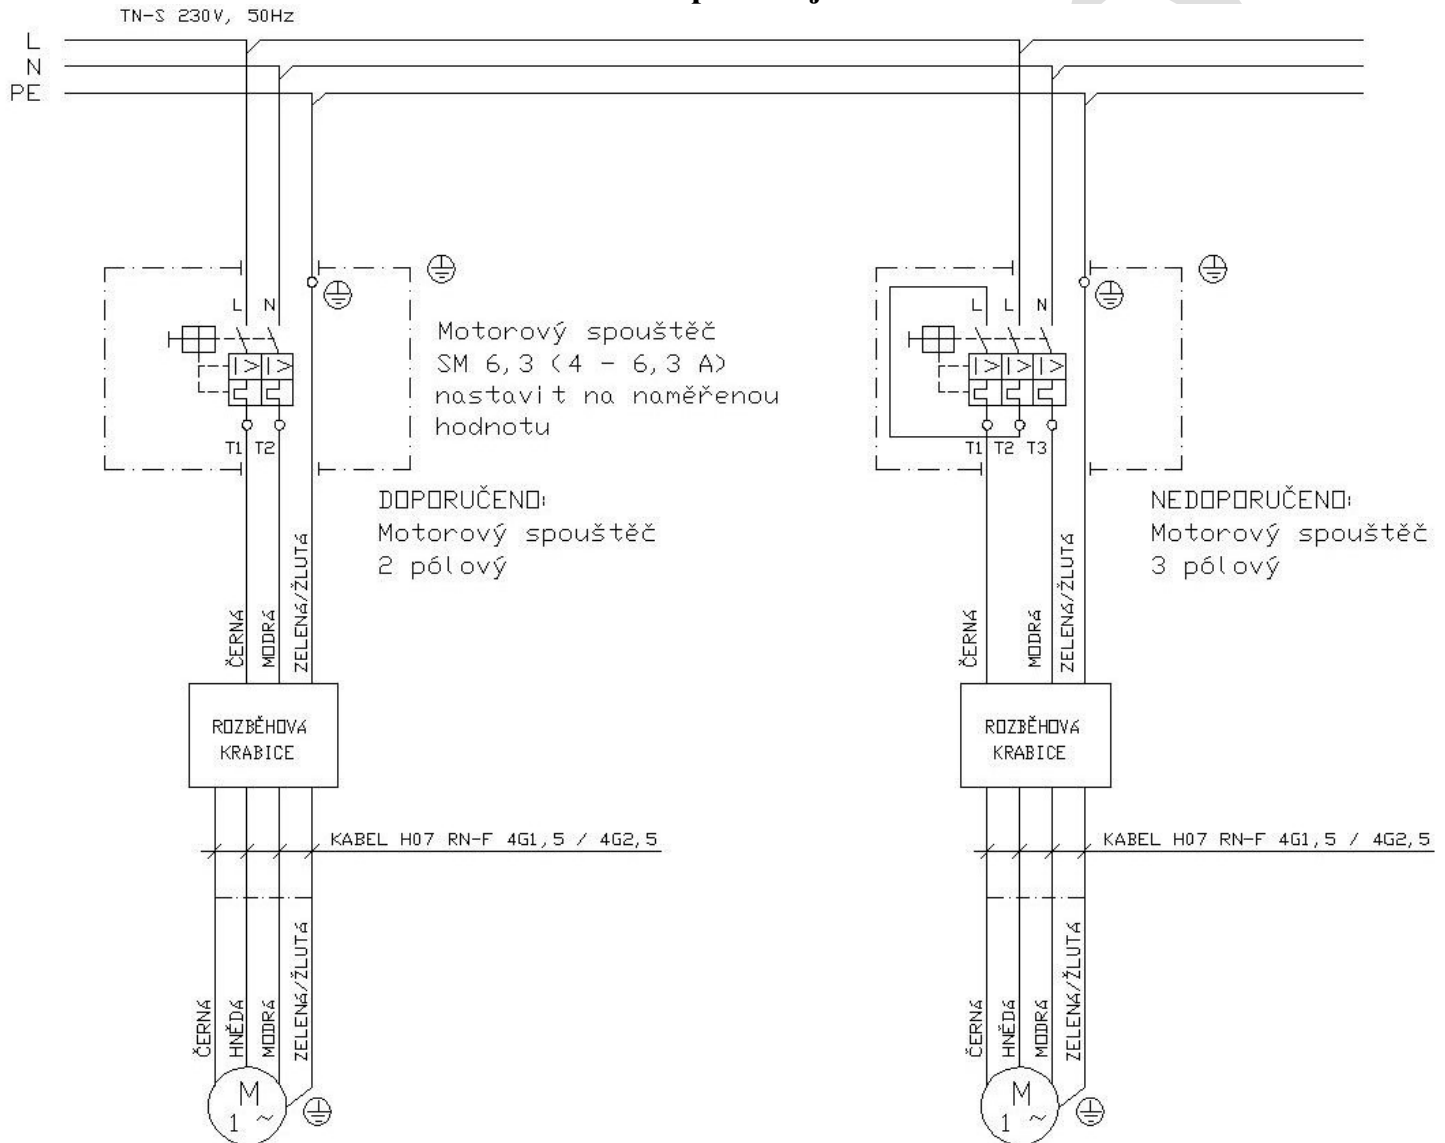 TN-S 230V, 50Hz
L
N
PE
L N
Motorový spouštěč
SM 6,3 (4 - 6,3 A)
nastavit na naměřenou
hodnotu
T1 T2
DOPORUČENO:
Motorový spouštěč
2 pólový
ČERNÁ
MODRÁ
ZELENÁ/ŽLUTÁ
ROZBĚHOVÁ
KRABICE
KABEL H07 RN-F 4G1,5 / 4G2,5
ČERNÁ
HNĚDÁ
MODRÁ
ZELENÁ/ŽLUTÁ
M
1 ~
L L N
T1 T2 T3
NEDOPORUČENO:
Motorový spouštěč
3 pólový
ČERNÁ
MODRÁ
ZELENÁ/ŽLUTÁ
ROZBĚHOVÁ
KRABICE
KABEL H07 RN-F 4G1,5 / 4G2,5
ČERNÁ
HNĚDÁ
MODRÁ
ZELENÁ/ŽLUTÁ
M
1 ~